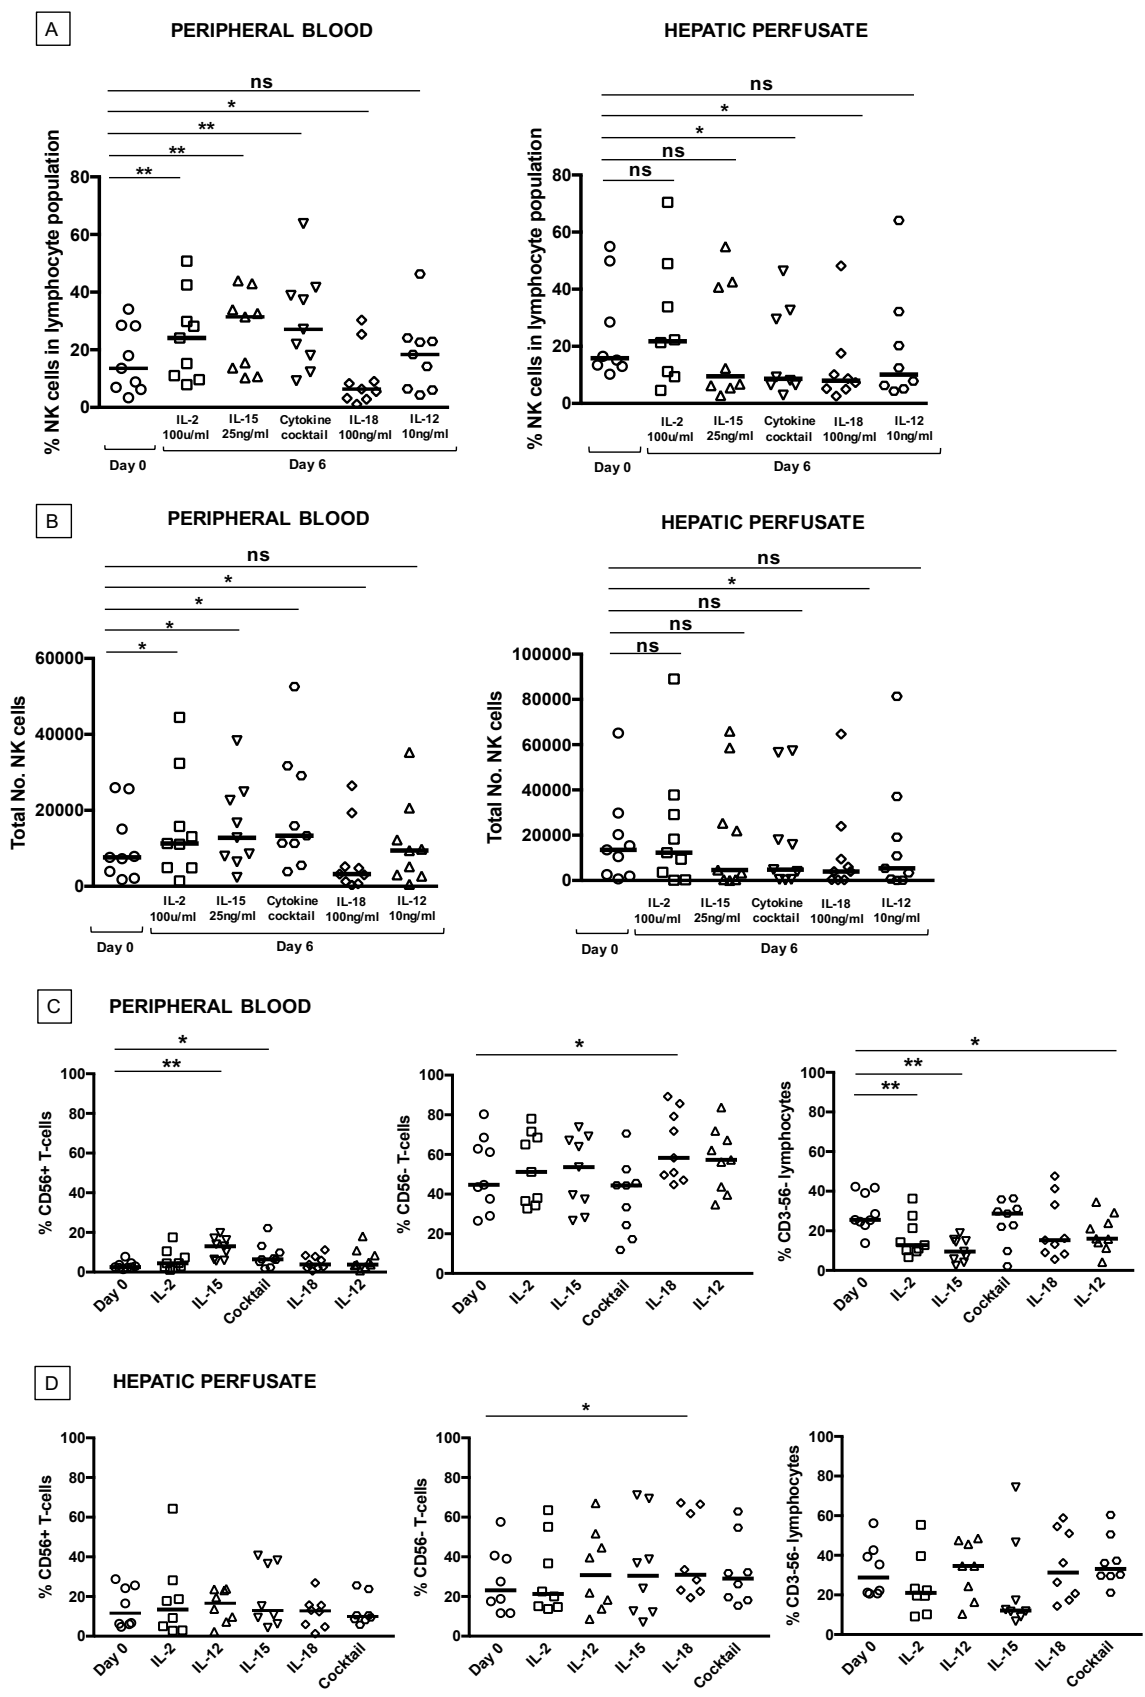 A
PERIPHERAL BLOOD
HEPATIC PERFUSATE
ns
*
**
**
**
% NK cells in lymphocyte population
80
60
40
20
0
IL-2 100u/ml
IL-15 25ng/ml
Cytokine cocktail
IL-18 100ng/ml
IL-12 10ng/ml
Day 0
Day 6
ns
*
*
ns
ns
% NK cells in lymphocyte population
80
60
40
20
0
IL-2 100u/ml
IL-15 25ng/ml
Cytokine cocktail
IL-18 100ng/ml
IL-12 10ng/ml
Day 0
Day 6
B
PERIPHERAL BLOOD
HEPATIC PERFUSATE
ns
*
*
*
*
Total No. NK cells
60000
40000
20000
0
IL-2 100u/ml
IL-15 25ng/ml
Cytokine cocktail
IL-18 100ng/ml
IL-12 10ng/ml
Day 0
Day 6
ns
*
ns
ns
ns
Total No. NK cells
100000
80000
60000
40000
20000
0
IL-2 100u/ml
IL-15 25ng/ml
Cytokine cocktail
IL-18 100ng/ml
IL-12 10ng/ml
Day 0
Day 6
C
PERIPHERAL BLOOD
*
**
% CD56+ T-cells
100
80
60
40
20
0
Day 0
IL-2
IL-15
Cocktail
IL-18
IL-12
*
% CD56- T-cells
100
80
60
40
20
0
Day 0
IL-2
IL-15
Cocktail
IL-18
IL-12
*
**
**
% CD3-56- lymphocytes
100
80
60
40
20
0
Day 0
IL-2
IL-15
Cocktail
IL-18
IL-12
D
HEPATIC PERFUSATE
% CD56+ T-cells
100
80
60
40
20
0
Day 0
IL-2
IL-12
IL-15
IL-18
Cocktail
*
% CD56- T-cells
100
80
60
40
20
0
Day 0
IL-2
IL-12
IL-15
IL-18
Cocktail
% CD3-56- lymphocytes
100
80
60
40
20
0
Day 0
IL-2
IL-12
IL-15
IL-18
Cocktail